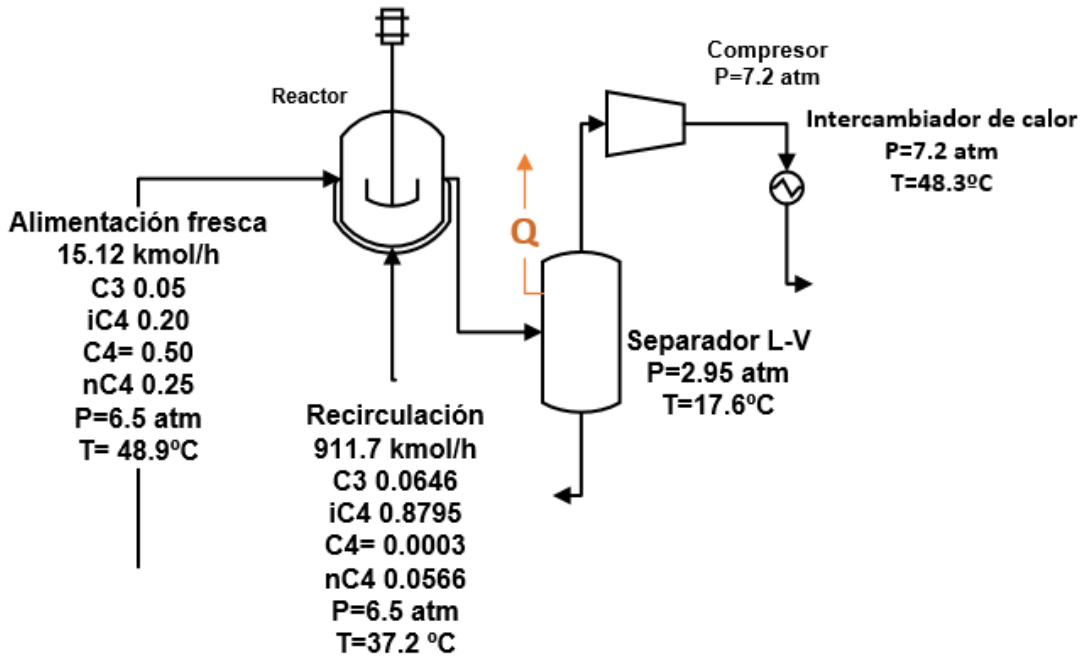 Compresor
P=7.2 atm
Reactor
Intercambiador de calor
P=7.2 atm
T=48.3ºC
Alimentación fresca
15.12 kmol/h
C3 0.05
iC4 0.20
C4= 0.50
nC4 0.25
P=6.5 atm
T= 48.9ºC
Q
Separador L-V
P=2.95 atm
T=17.6ºC
Recirculación
911.7 kmol/h
C3 0.0646
iC4 0.8795
C4= 0.0003
nC4 0.0566
P=6.5 atm
T=37.2 ºC